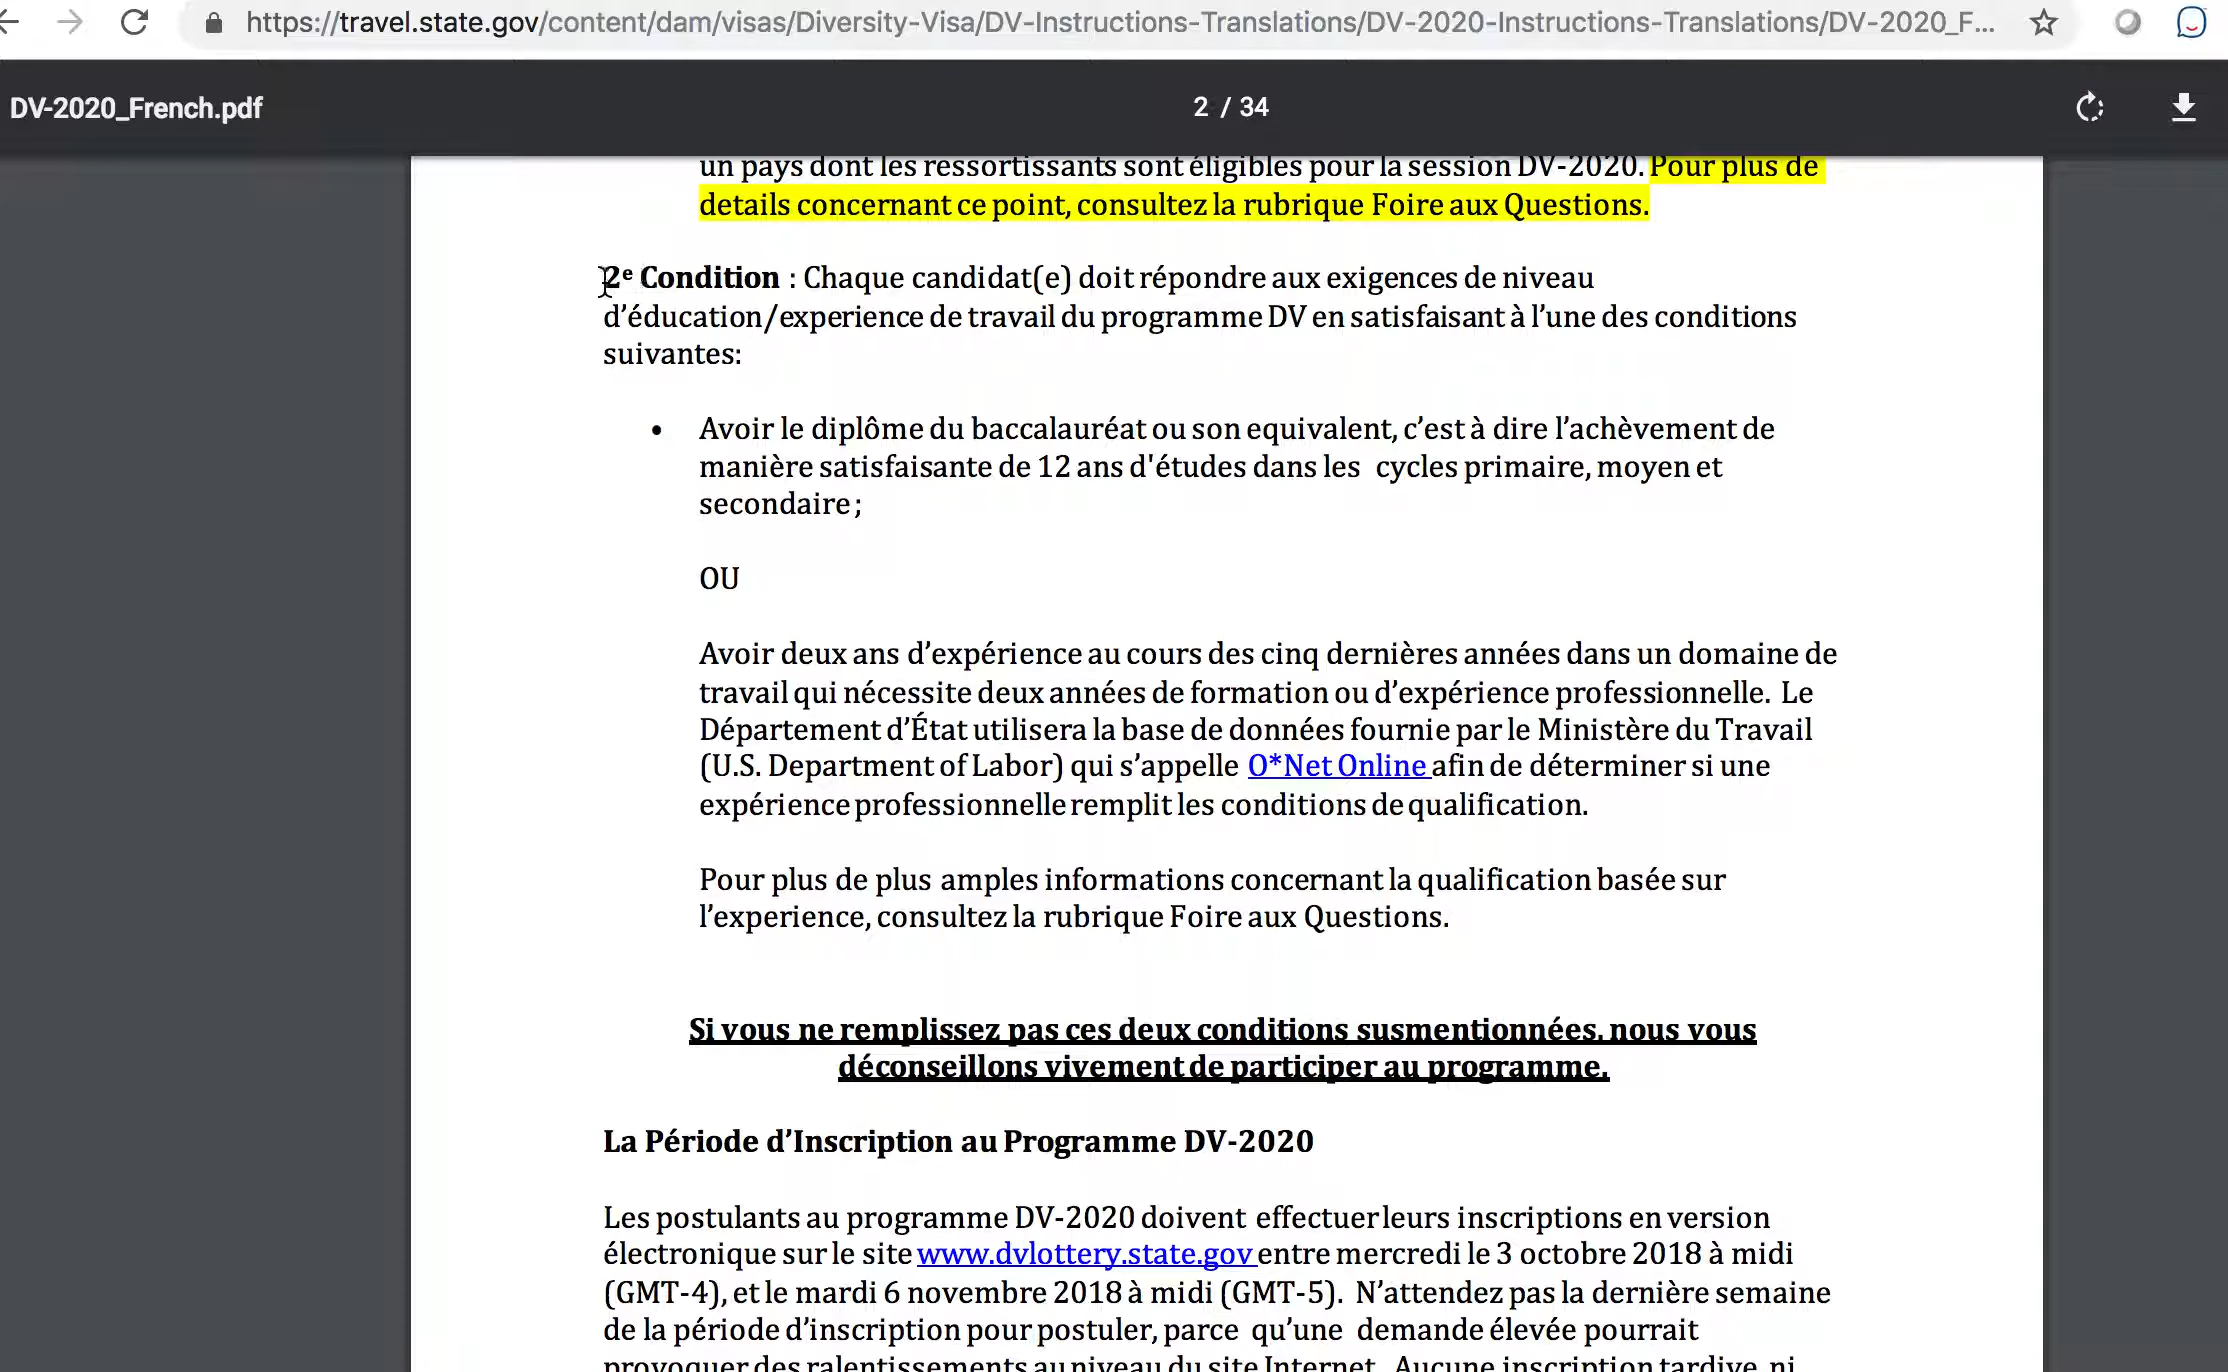 https://travel.state.gov/content/dam/visas/Diversity-Visa/DV-Instructions-Translations/DV-2020-Instructions-Translations/DV-2020_F...
DV-2020_French.pdf
2 / 34
un pays dont les ressortissants sont éligibles pour la session DV-2020. Pour plus de
details concernant ce point, consultez la rubrique Foire aux Questions.
2e Condition : Chaque candidat(e) doit répondre aux exigences de niveau
d’éducation/experience de travail du programme DV en satisfaisant à l’une des conditions
suivantes:
• Avoir le diplôme du baccalauréat ou son equivalent, c’est à dire l’achèvement de
manière satisfaisante de 12 ans d'études dans les cycles primaire, moyen et
secondaire;
OU
Avoir deux ans d’expérience au cours des cinq dernières années dans un domaine de
travail qui nécessite deux années de formation ou d’expérience professionnelle. Le
Département d’État utilisera la base de données fournie par le Ministère du Travail
(U.S. Department of Labor) qui s’appelle O*Net Online afin de déterminer si une
expérience professionnelle remplit les conditions de qualification.
Pour plus de plus amples informations concernant la qualification basée sur
l’experience, consultez la rubrique Foire aux Questions.
Si vous ne remplissez pas ces deux conditions susmentionnées, nous vous
déconseillons vivement de participer au programme.
La Période d’Inscription au Programme DV-2020
Les postulants au programme DV-2020 doivent effectuer leurs inscriptions en version
électronique sur le site www.dvlottery.state.gov entre mercredi le 3 octobre 2018 à midi
(GMT-4), et le mardi 6 novembre 2018 à midi (GMT-5). N’attendez pas la dernière semaine
de la période d’inscription pour postuler, parce qu’une demande élevée pourrait
provoquer des ralentissements au niveau du site Internet. Aucune inscription tardive, ni